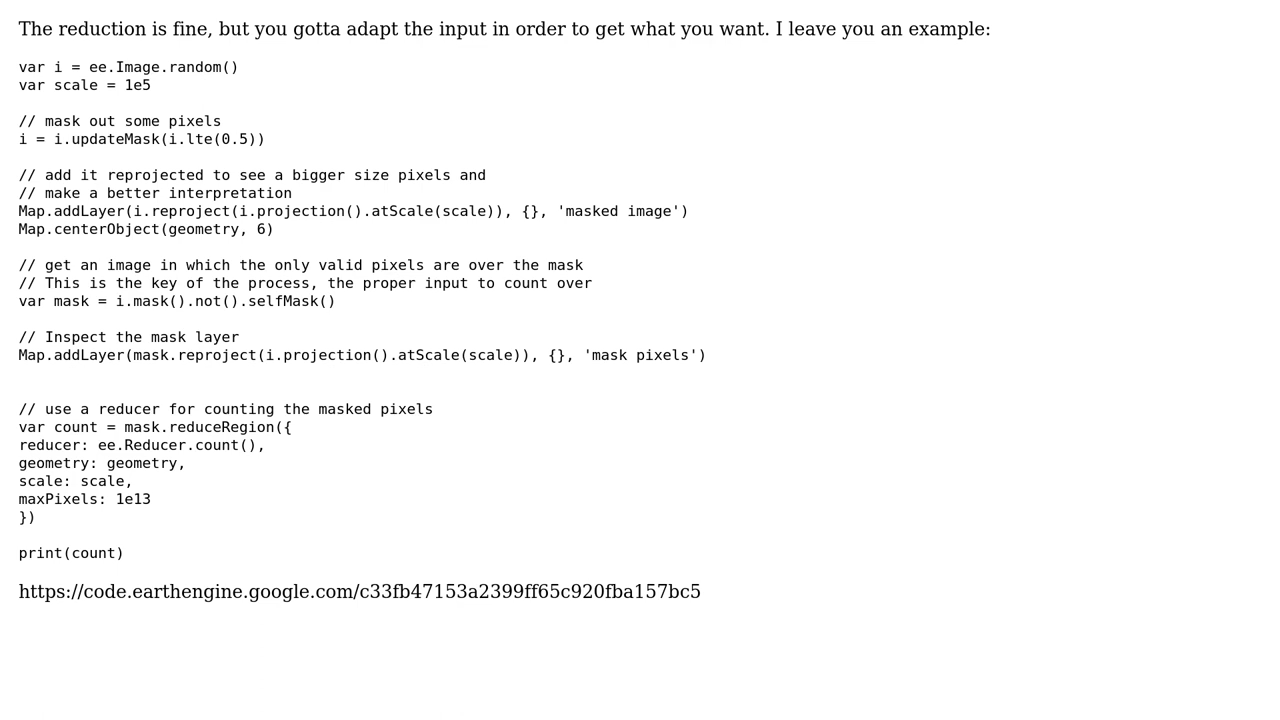 The reduction is fine, but you gotta adapt the input in order to get what you want. I leave you an example:
var i = ee.Image.random()
var scale = 1e5
// mask out some pixels
i = i.updateMask(i.lte(0.5))
// add it reprojected to see a bigger size pixels and
// make a better interpretation
Map.addLayer(i.reproject(i.projection().atScale(scale)), {}, 'masked image')
Map.centerObject(geometry, 6)
// get an image in which the only valid pixels are over the mask
// This is the key of the process, the proper input to count over
var mask = i.mask().not().selfMask()
// Inspect the mask layer
Map.addLayer(mask.reproject(i.projection().atScale(scale)), {}, 'mask pixels')
// use a reducer for counting the masked pixels
var count = mask.reduceRegion({
reducer: ee.Reducer.count(),
geometry: geometry,
scale: scale,
maxPixels: 1e13
})
print(count)
https://code.earthengine.google.com/c33fb47153a2399ff65c920fba157bc5